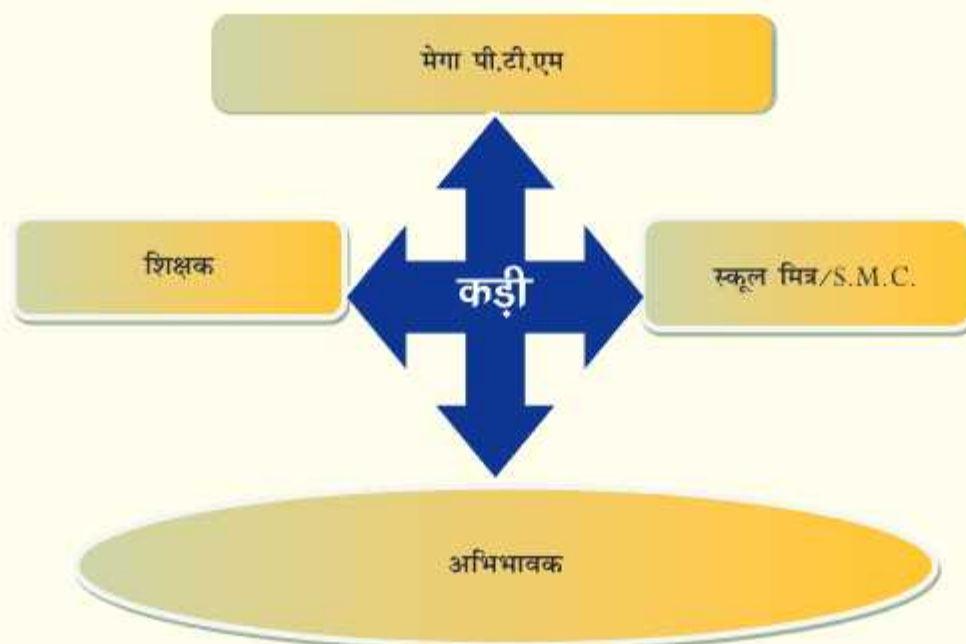 मेगा पी.टी.एम
शिक्षक
कड़ी
स्कूल मित्र/S.M.C.
अभिभावक